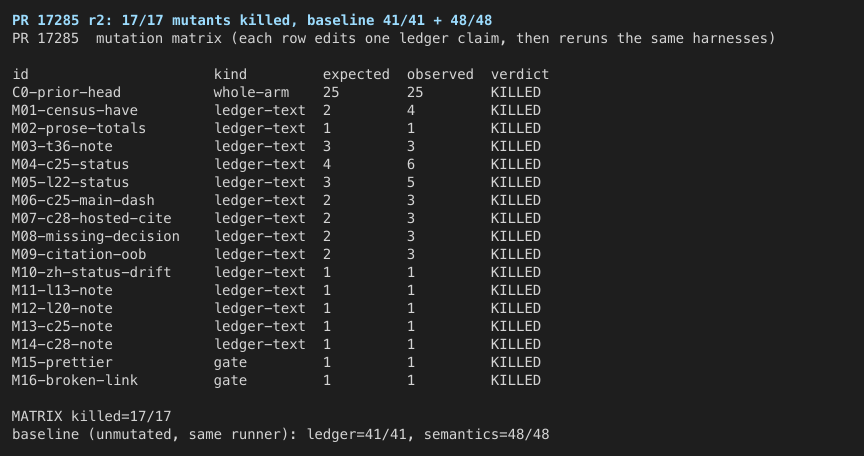 PR 17285 r2: 17/17 mutants killed, baseline 41/41 + 48/48
PR 17285  mutation matrix (each row edits one ledger claim, then reruns the same harnesses)
id                      kind         expected  observed  verdict
C0-prior-head           whole-arm    25        25        KILLED
M01-census-have         ledger-text  2         4         KILLED
M02-prose-totals        ledger-text  1         1         KILLED
M03-t36-note            ledger-text  3         3         KILLED
M04-c25-status          ledger-text  4         6         KILLED
M05-l22-status          ledger-text  3         5         KILLED
M06-c25-main-dash       ledger-text  2         3         KILLED
M07-c28-hosted-cite     ledger-text  2         3         KILLED
M08-missing-decision    ledger-text  2         3         KILLED
M09-citation-oob        ledger-text  2         3         KILLED
M10-zh-status-drift     ledger-text  1         1         KILLED
M11-l13-note            ledger-text  1         1         KILLED
M12-l20-note            ledger-text  1         1         KILLED
M13-c25-note            ledger-text  1         1         KILLED
M14-c28-note            ledger-text  1         1         KILLED
M15-prettier            gate         1         1         KILLED
M16-broken-link         gate         1         1         KILLED
MATRIX killed=17/17
baseline (unmutated, same runner): ledger=41/41, semantics=48/48